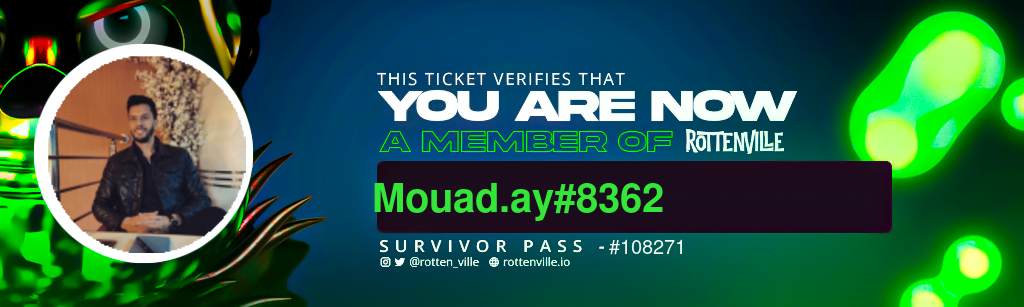 THIS TICKET VERIFIES THAT
YOU ARE NOW
A MEMBER OF ROTTENVILLE
Mouad.ay#8362
SURVIVOR PASS - #108271
@rotten_ville rottenville.io